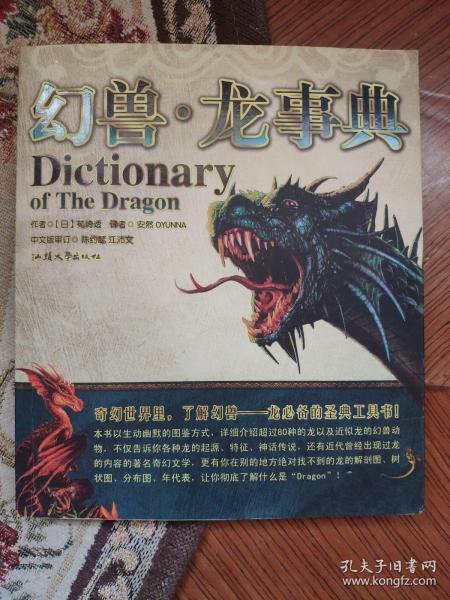 幻兽·龙事典
Dictionary
of The Dragon
作者◎【日】苑崎透 译者◎安然 OYUNNA
中文版审订◎陈灼 江沛文
汕头大学出版社
奇幻世界里，了解幻兽——龙必备的圣典工具书！
本书以生动幽默的图鉴方式，详细介绍超过80种的龙以及近似龙的幻兽动
物，不仅告诉你各种龙的起源、特征、神话传说，还有近代曾经出现过龙
的内容的著名奇幻文学，更有你在别的地方绝对找不到的龙的解剖图、树
状图、分布图、年代表，让你彻底了解什么是“Dragon”！
孔夫子旧书网
www.kongfz.com